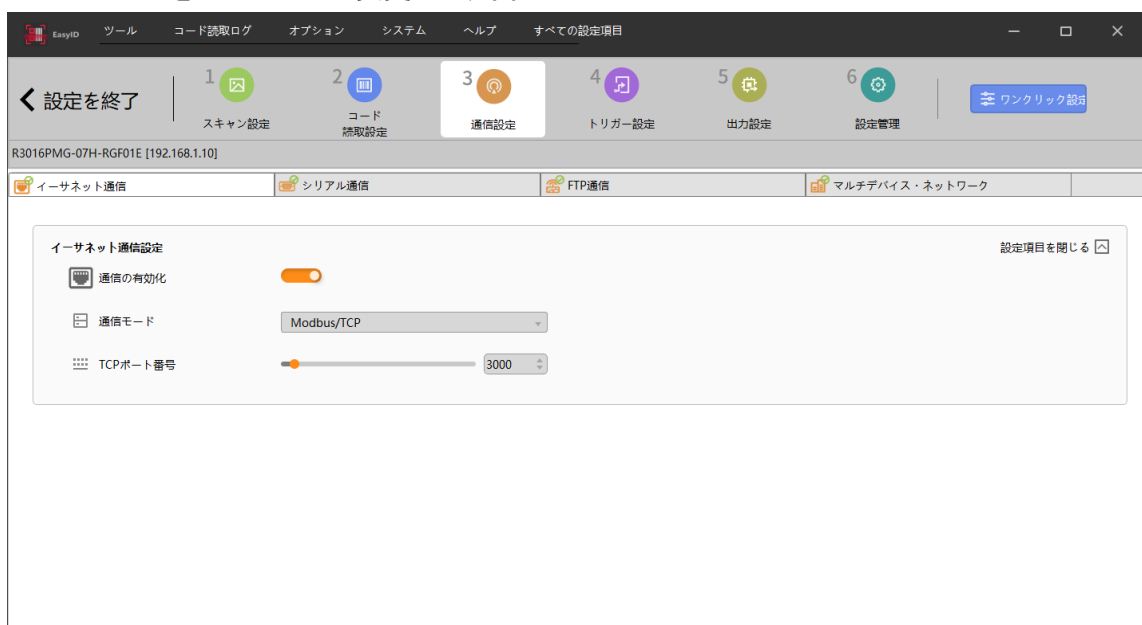 EasyID ツール コード読取ログ オプション システム ヘルプ すべての設定項目
設定を終了
1 スキャン設定
2 コード
読取設定
3 通信設定
4 トリガー設定
5 出力設定
6 設定管理
ワンクリック設定
R3016PMG-07H-RGF01E [192.168.1.10]
イーサネット通信 シリアル通信 FTP通信 マルチデバイス・ネットワーク
イーサネット通信設定 設定項目を閉じる
通信の有効化
通信モード Modbus/TCP
TCPポート番号 3000